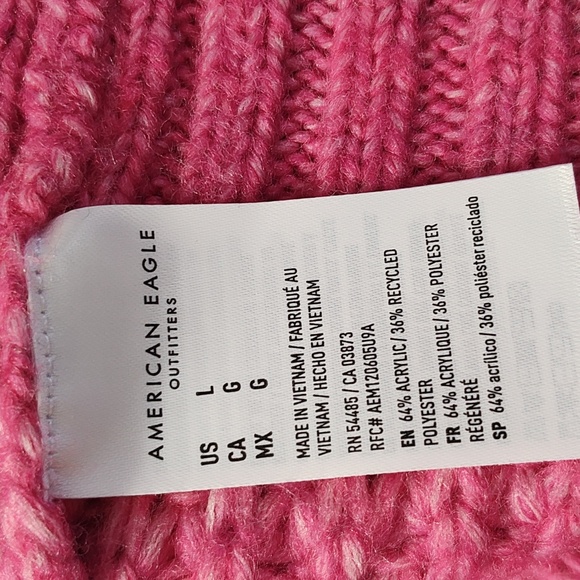 AMERICAN EAGLE
OUTFITTERS
US L
CA G
MX G
MADE IN VIETNAM / FABRIQUÉ AU
VIETNAM / HECHO EN VIETNAM
RN 54485 / CA 03873
RFC# AEM120605U9A
EN 64% ACRYLIC / 36% RECYCLED
POLYESTER
FR 64% ACRYLIQUE/ 36% POLYESTER
RÉGÉNÉRÉ
SP 64% acrílico/ 36% poliéster reciclado